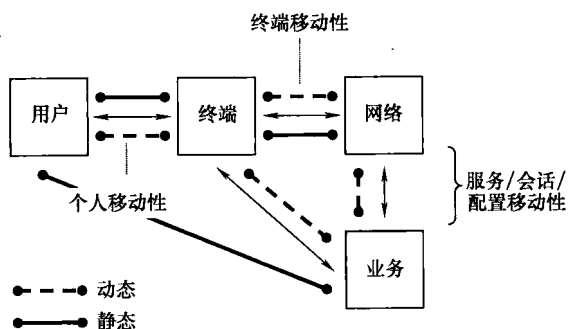 终端移动性
用户
终端
网络
个人移动性
服务/会话/
配置移动性
业务
动态
静态